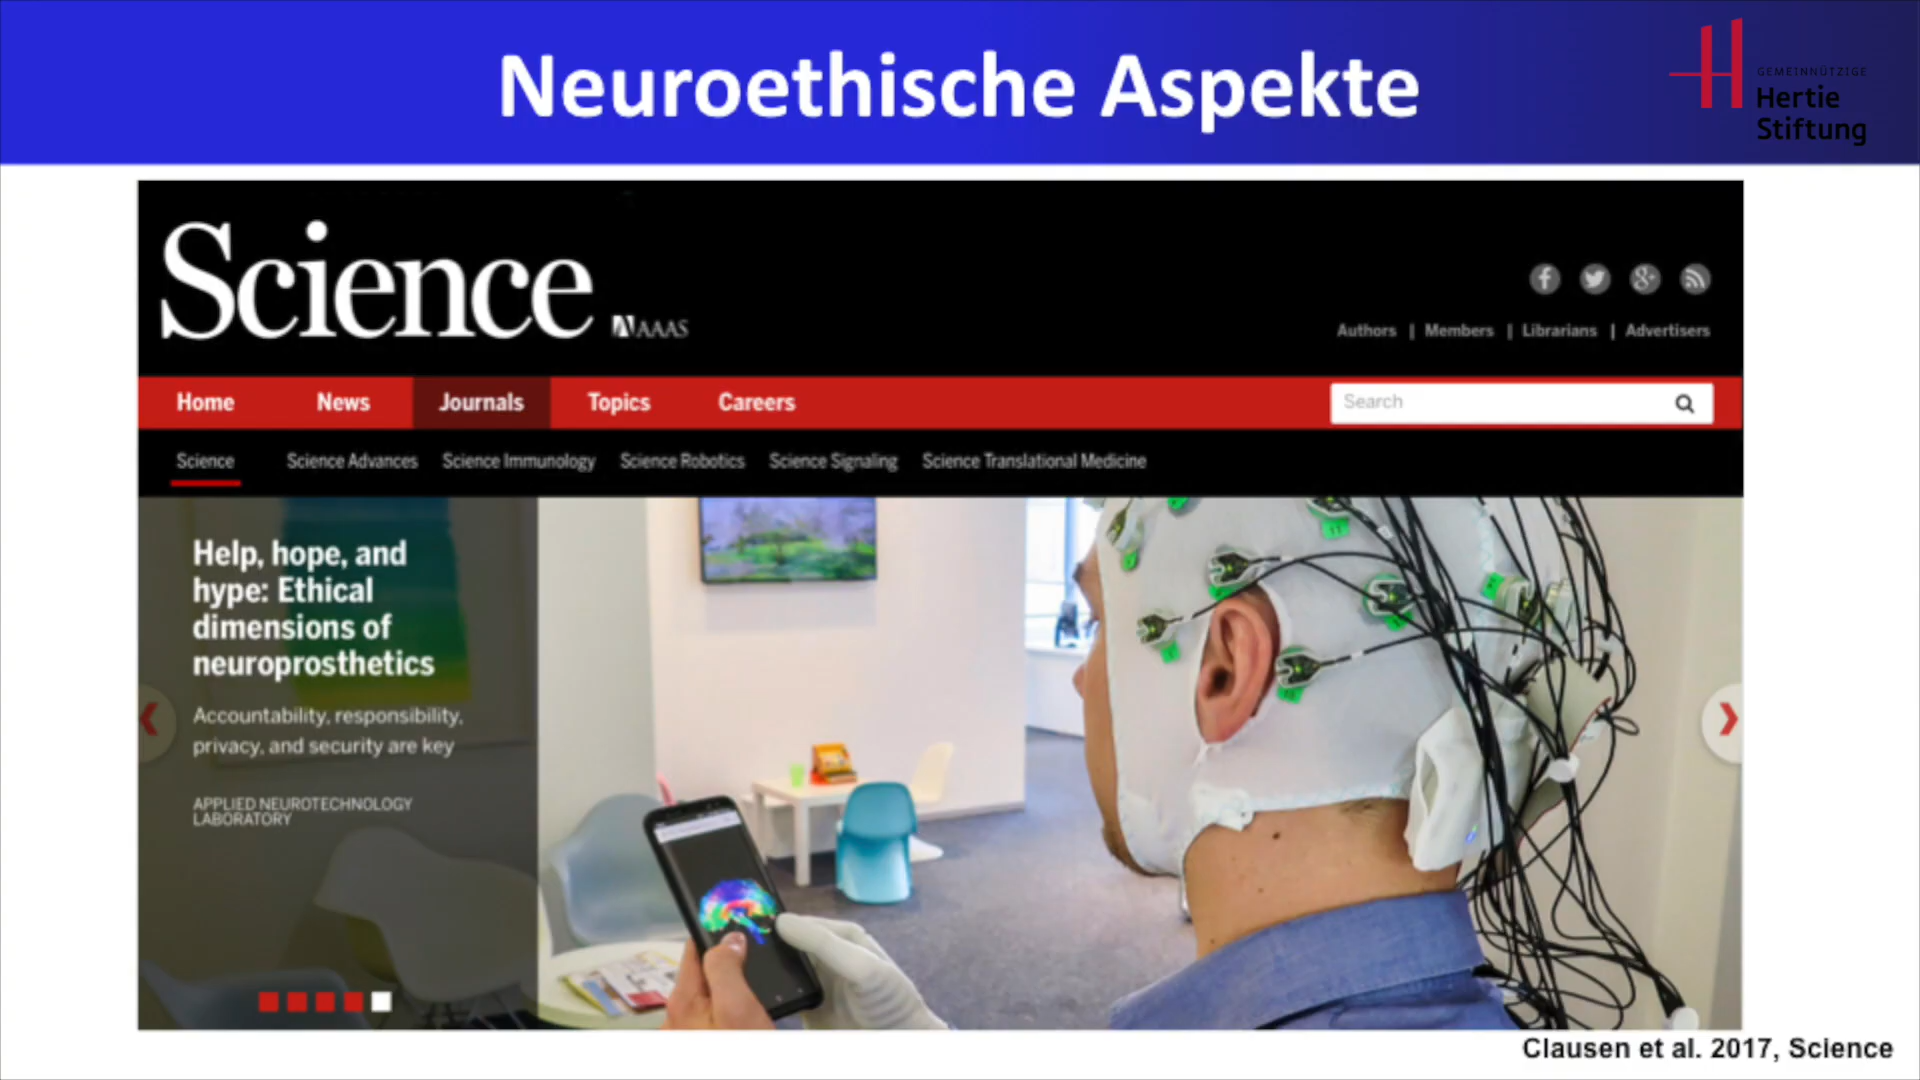 Neuroethische Aspekte
GEMEINNÜTZIGE
Hertie
Stiftung
Science
AAAS
Authors | Members | Librarians | Advertisers
Home News Journals Topics Careers
Search
Science Science Advances Science Immunology Science Robotics Science Signaling Science Translational Medicine
Help, hope, and
hype: Ethical
dimensions of
neuroprosthetics
Accountability, responsibility,
privacy, and security are key
APPLIED NEUROTECHNOLOGY
LABORATORY
Clausen et al. 2017, Science